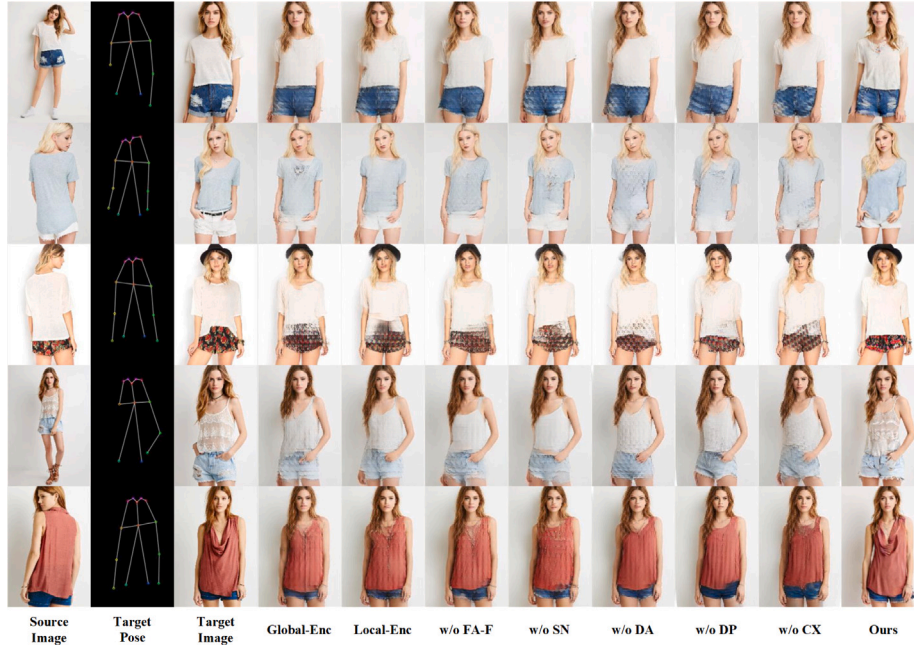 Source Image
Target Pose
Target Image
Global-Enc
Local-Enc
w/o FA-F
w/o SN
w/o DA
w/o DP
w/o CX
Ours